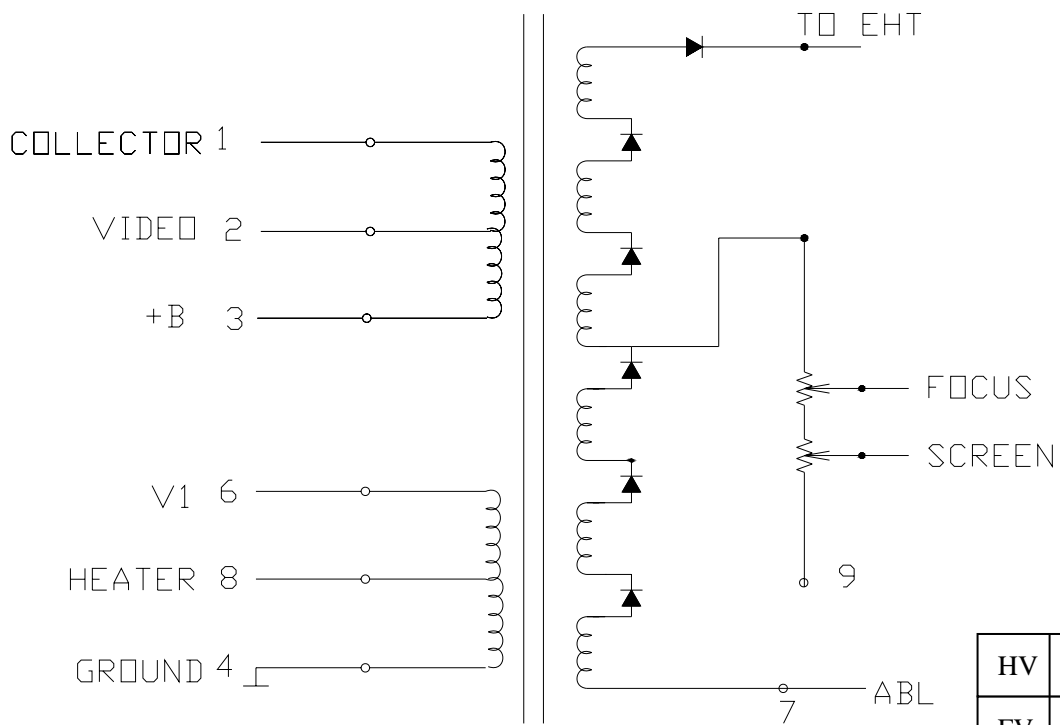 TO EHT
COLLECTOR 1
VIDEO 2
+B 3
FOCUS
SCREEN
V1 6
HEATER 8
9
GROUND 4
HV
ABL
7